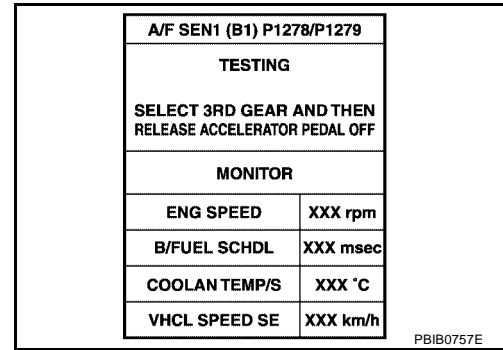 A/F SEN1 (B1) P1278/P1279
TESTING
SELECT 3RD GEAR AND THEN
RELEASE ACCELERATOR PEDAL OFF
MONITOR
ENG SPEED XXX rpm
B/FUEL SCHDL XXX msec
COOLAN TEMP/S XXX °C
VHCL SPEED SE XXX km/h
PBIB0757E